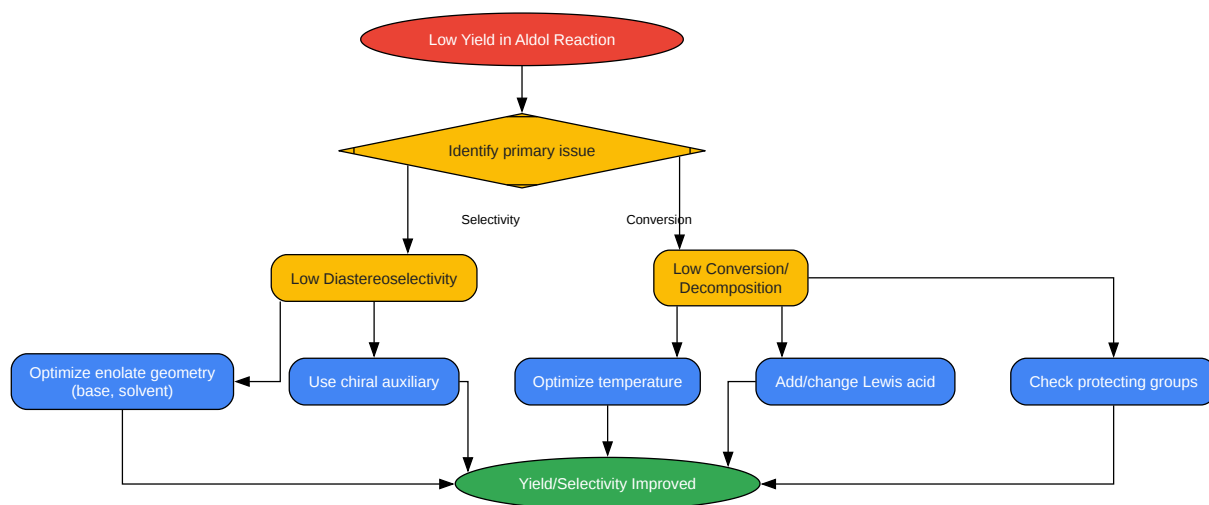 Low Yield in Aldol Reaction
Identify primary issue
Selectivity
Conversion
Low Diastereoselectivity
Low Conversion/
Decomposition
Optimize enolate geometry
(base, solvent)
Use chiral auxiliary
Optimize temperature
Add/change Lewis acid
Check protecting groups
Yield/Selectivity Improved